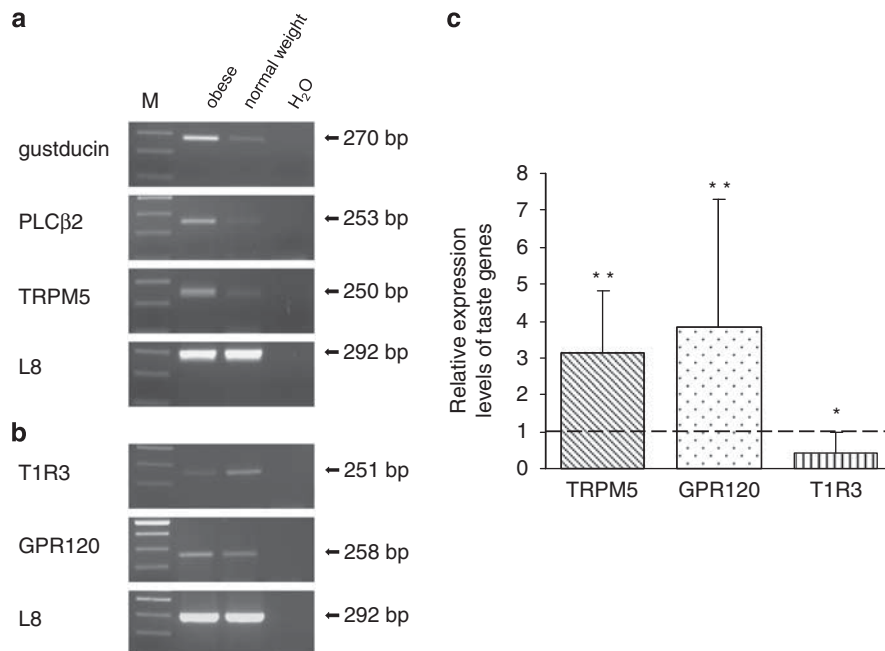 a
M
obese
normal weight
H₂O
gustducin
270 bp
PLCβ2
253 bp
TRPM5
250 bp
L8
292 bp
b
T1R3
251 bp
GPR120
258 bp
L8
292 bp
c
Relative expression
levels of taste genes
8
7
6
5
4
3
2
1
0
* *
* *
*
TRPM5 GPR120 T1R3